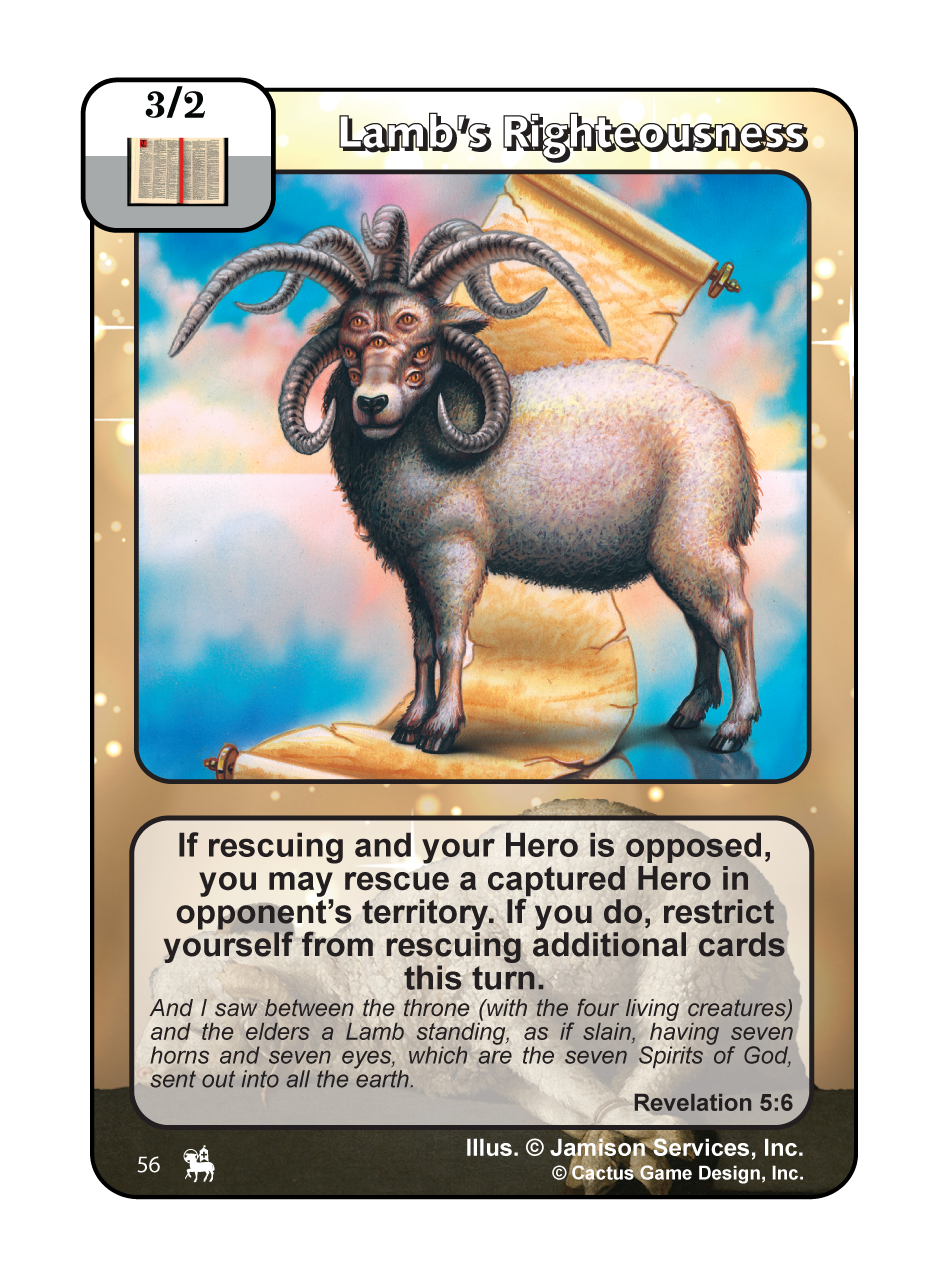 3/2
Lamb's Righteousness
If rescuing and your Hero is opposed,
you may rescue a captured Hero in
opponent's territory. If you do, restrict
yourself from rescuing additional cards
this turn.
And I saw between the throne (with the four living creatures)
and the elders a Lamb standing, as if slain, having seven
horns and seven eyes, which are the seven Spirits of God,
sent out into all the earth.
Revelation 5:6
Illus. © Jamison Services, Inc.
56
© Cactus Game Design, Inc.